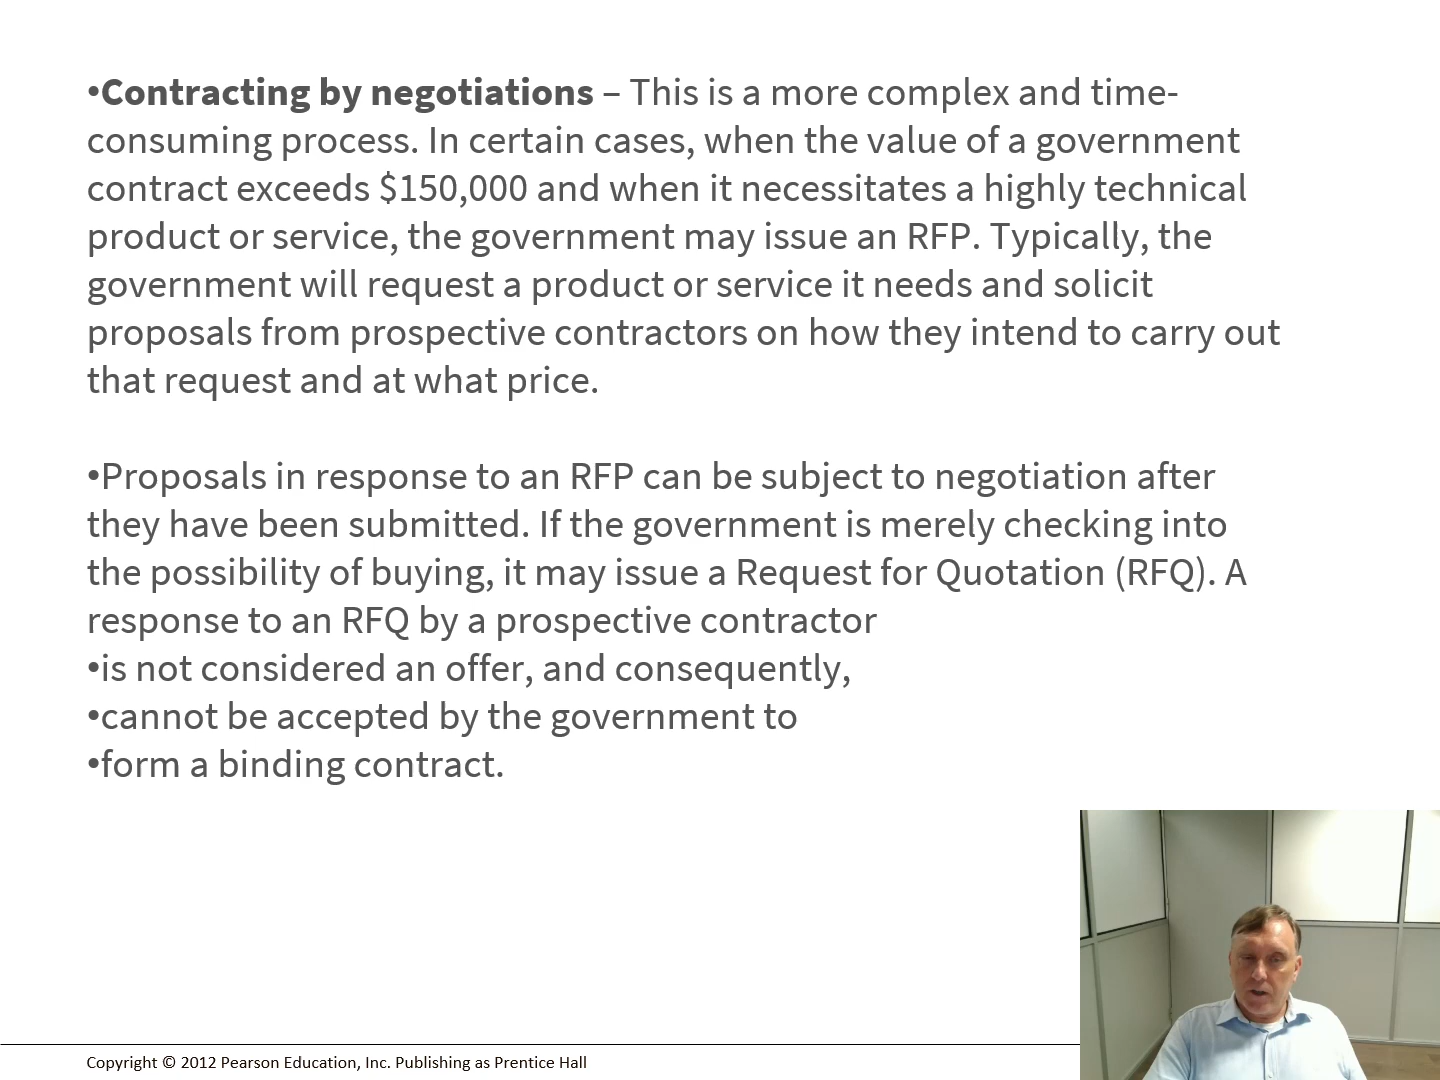 •Contracting by negotiations – This is a more complex and time-
consuming process. In certain cases, when the value of a government
contract exceeds $150,000 and when it necessitates a highly technical
product or service, the government may issue an RFP. Typically, the
government will request a product or service it needs and solicit
proposals from prospective contractors on how they intend to carry out
that request and at what price.
•Proposals in response to an RFP can be subject to negotiation after
they have been submitted. If the government is merely checking into
the possibility of buying, it may issue a Request for Quotation (RFQ). A
response to an RFQ by a prospective contractor
•is not considered an offer, and consequently,
•cannot be accepted by the government to
•form a binding contract.
Copyright © 2012 Pearson Education, Inc. Publishing as Prentice Hall